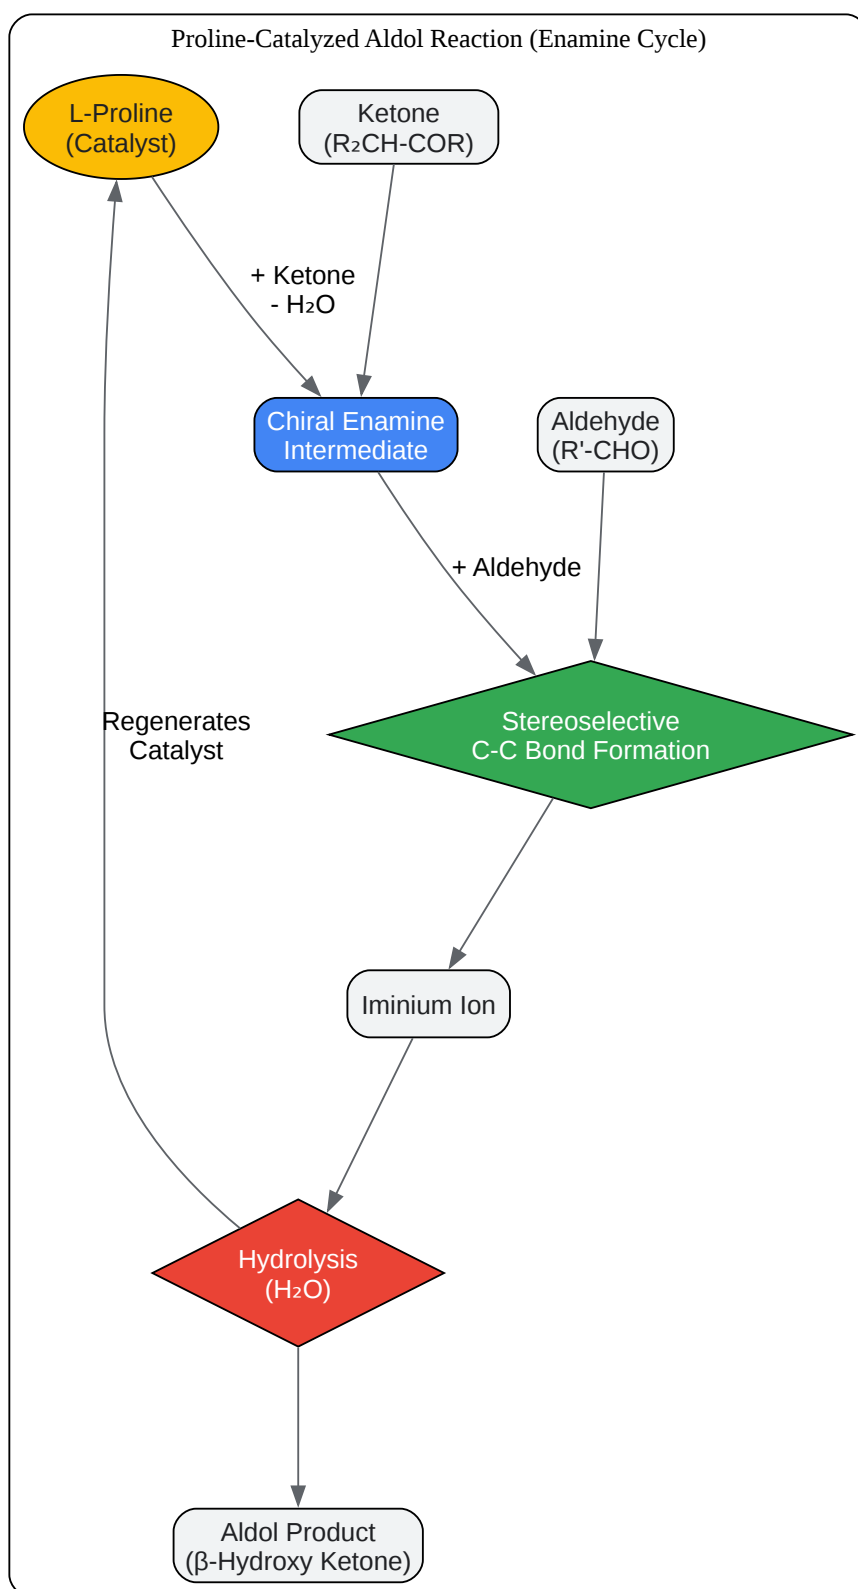 Proline-Catalyzed Aldol Reaction (Enamine Cycle)
L-Proline
(Catalyst)
Ketone
(R₂CH-COR)
+ Ketone
- H₂O
Chiral Enamine
Intermediate
Aldehyde
(R'-CHO)
+ Aldehyde
Stereoselective
C-C Bond Formation
Regenerates
Catalyst
Iminium Ion
Hydrolysis
(H₂O)
Aldol Product
(β-Hydroxy Ketone)